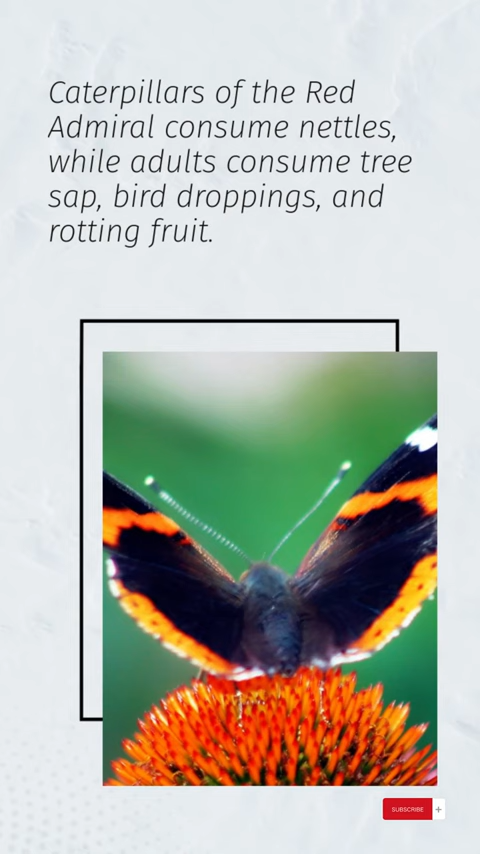 Caterpillars of the Red
Admiral consume nettles,
while adults consume tree
sap, bird droppings, and
rotting fruit.
SUBSCRIBE +